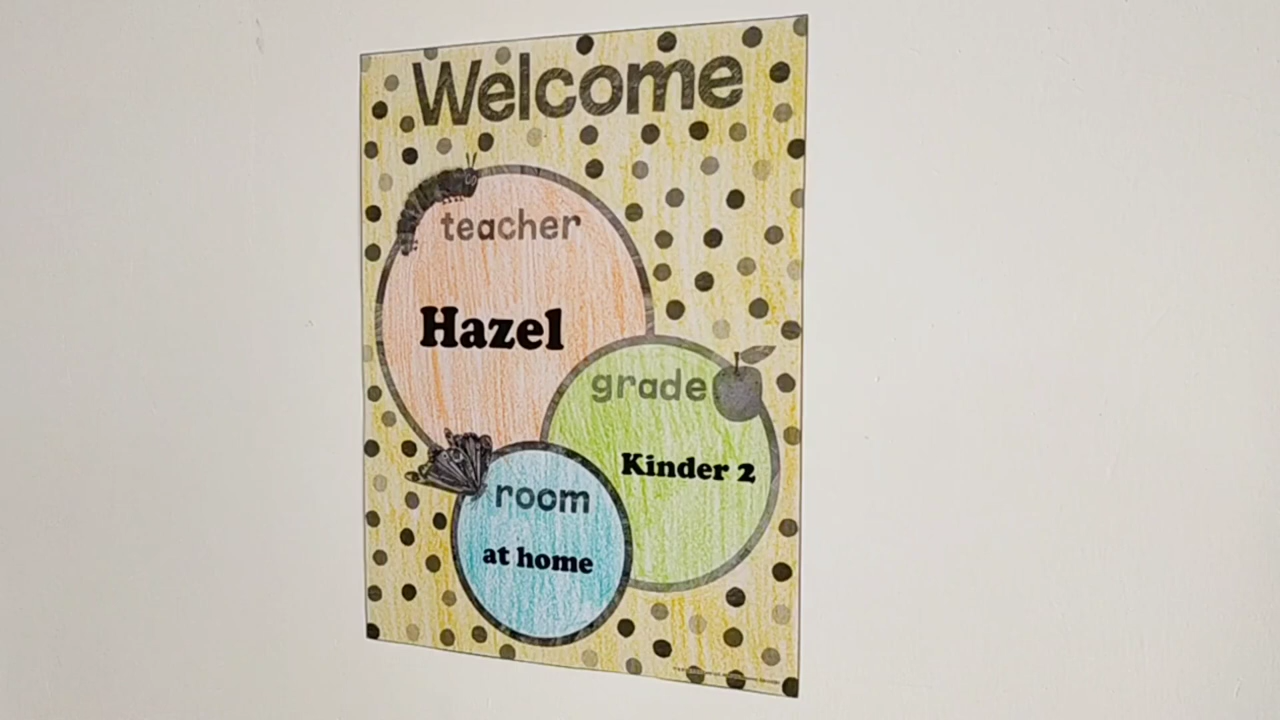 Welcome
teacher
Hazel
grade
Kinder 2
room
at home